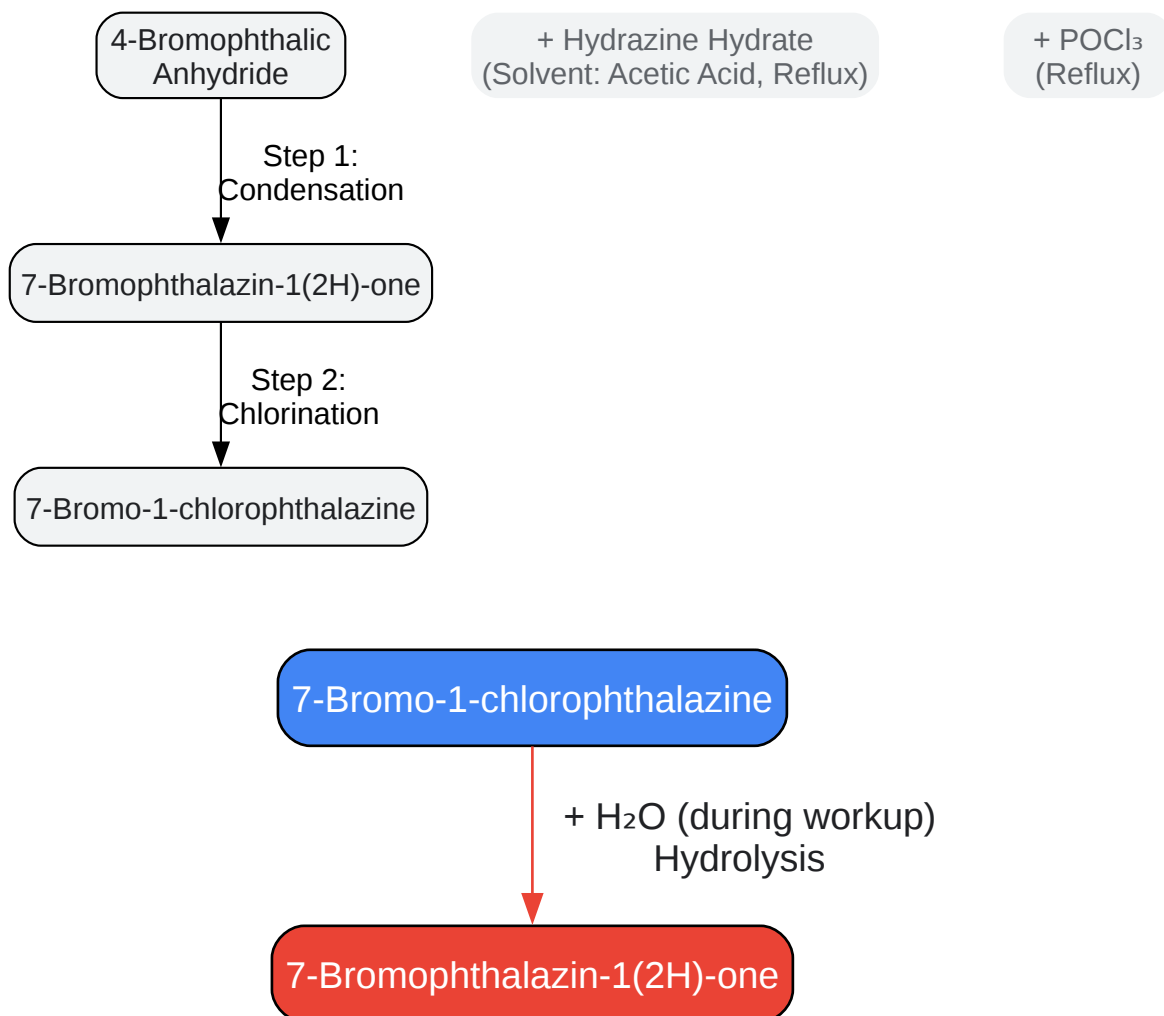 4-Bromophthalic
Anhydride
+ Hydrazine Hydrate
(Solvent: Acetic Acid, Reflux)
+ POCl₃
(Reflux)
Step 1:
Condensation
7-Bromophthalazin-1(2H)-one
Step 2:
Chlorination
7-Bromo-1-chlorophthalazine
7-Bromo-1-chlorophthalazine
+ H₂O (during workup)
Hydrolysis
7-Bromophthalazin-1(2H)-one